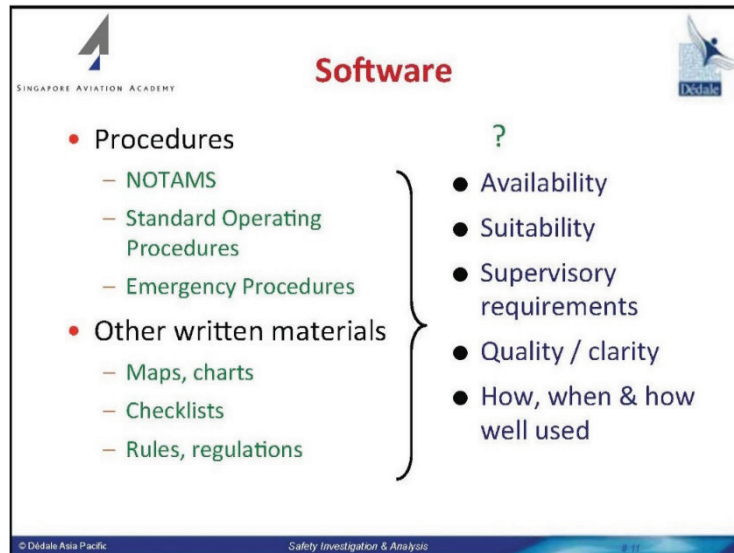 SINGAPORE AVIATION ACADEMY
Software
Dédale
• Procedures
– NOTAMS
– Standard Operating
Procedures
– Emergency Procedures
• Other written materials
– Maps, charts
– Checklists
– Rules, regulations
?
● Availability
● Suitability
● Supervisory
requirements
● Quality / clarity
● How, when & how
well used
© Dédale Asia Pacific
Safety Investigation & Analysis